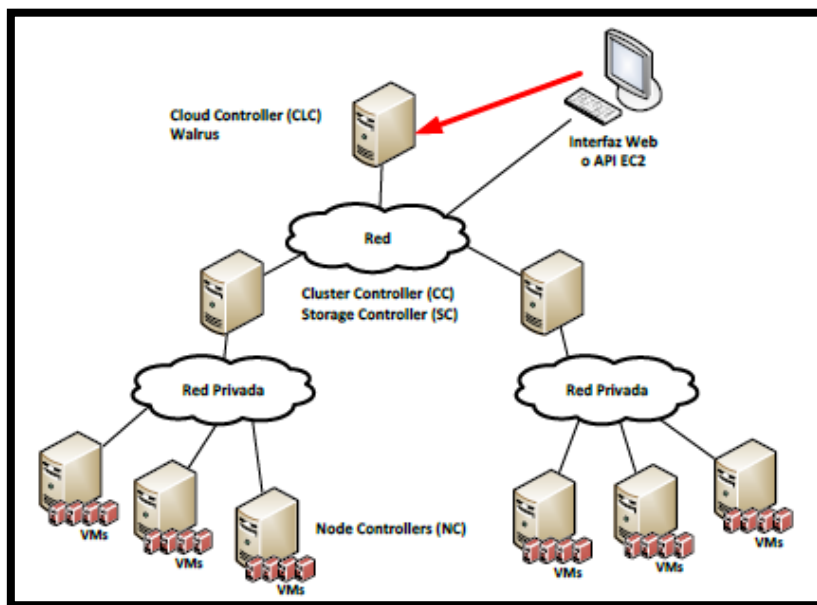 Cloud Controller (CLC)
Walrus
Interfaz Web
o API EC2
Red
Cluster Controller (CC)
Storage Controller (SC)
Red Privada
Red Privada
Node Controllers (NC)
VMs
VMs
VMs
VMs
VMs
VMs